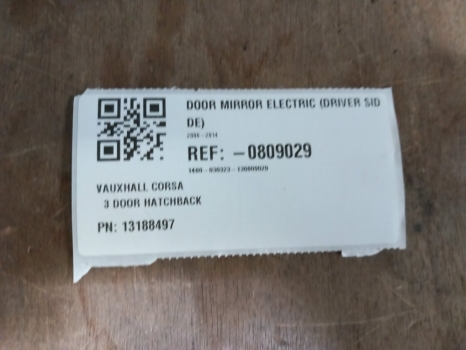 DOOR MIRROR ELECTRIC (DRIVER SID
DE)
2006 - 2014
REF: -0809029
VAUXHALL CORSA
3 DOOR HATCHBACK
PN: 13188497